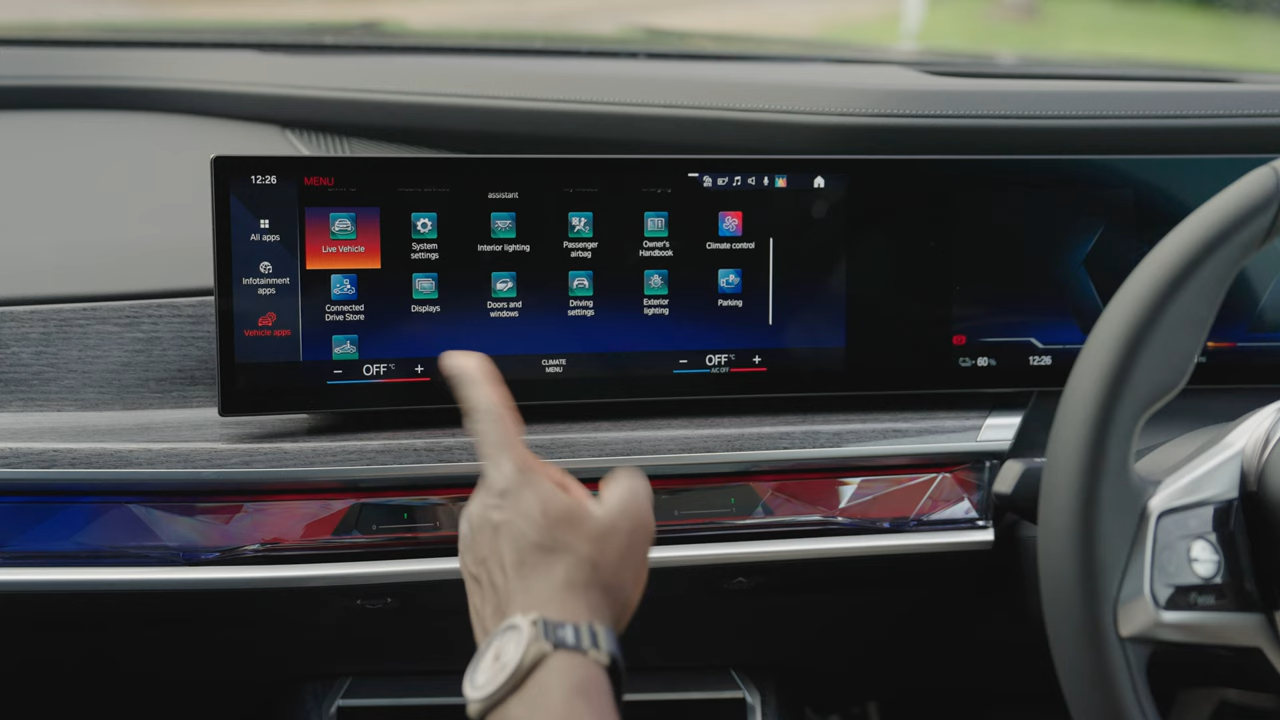 12:26
MENU
assistant
All apps
Infotainment
apps
Vehicle apps
Live Vehicle
System
settings
Interior lighting
Passenger
airbag
Owner's
Handbook
Climate control
Connected
Drive Store
Displays
Doors and
windows
Driving
settings
Exterior
lighting
Parking
− OFF °C +
CLIMATE
MENU
− OFF °C +
A/C OFF
60 %
12:26